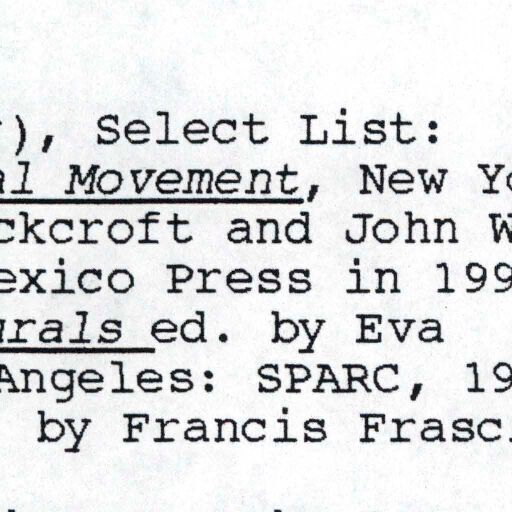 ), Select List:
al Movement, New Yo
ckcroft and John W
exico Press in 199
urals ed. by Eva
Angeles: SPARC, 19
by Francis Frasc